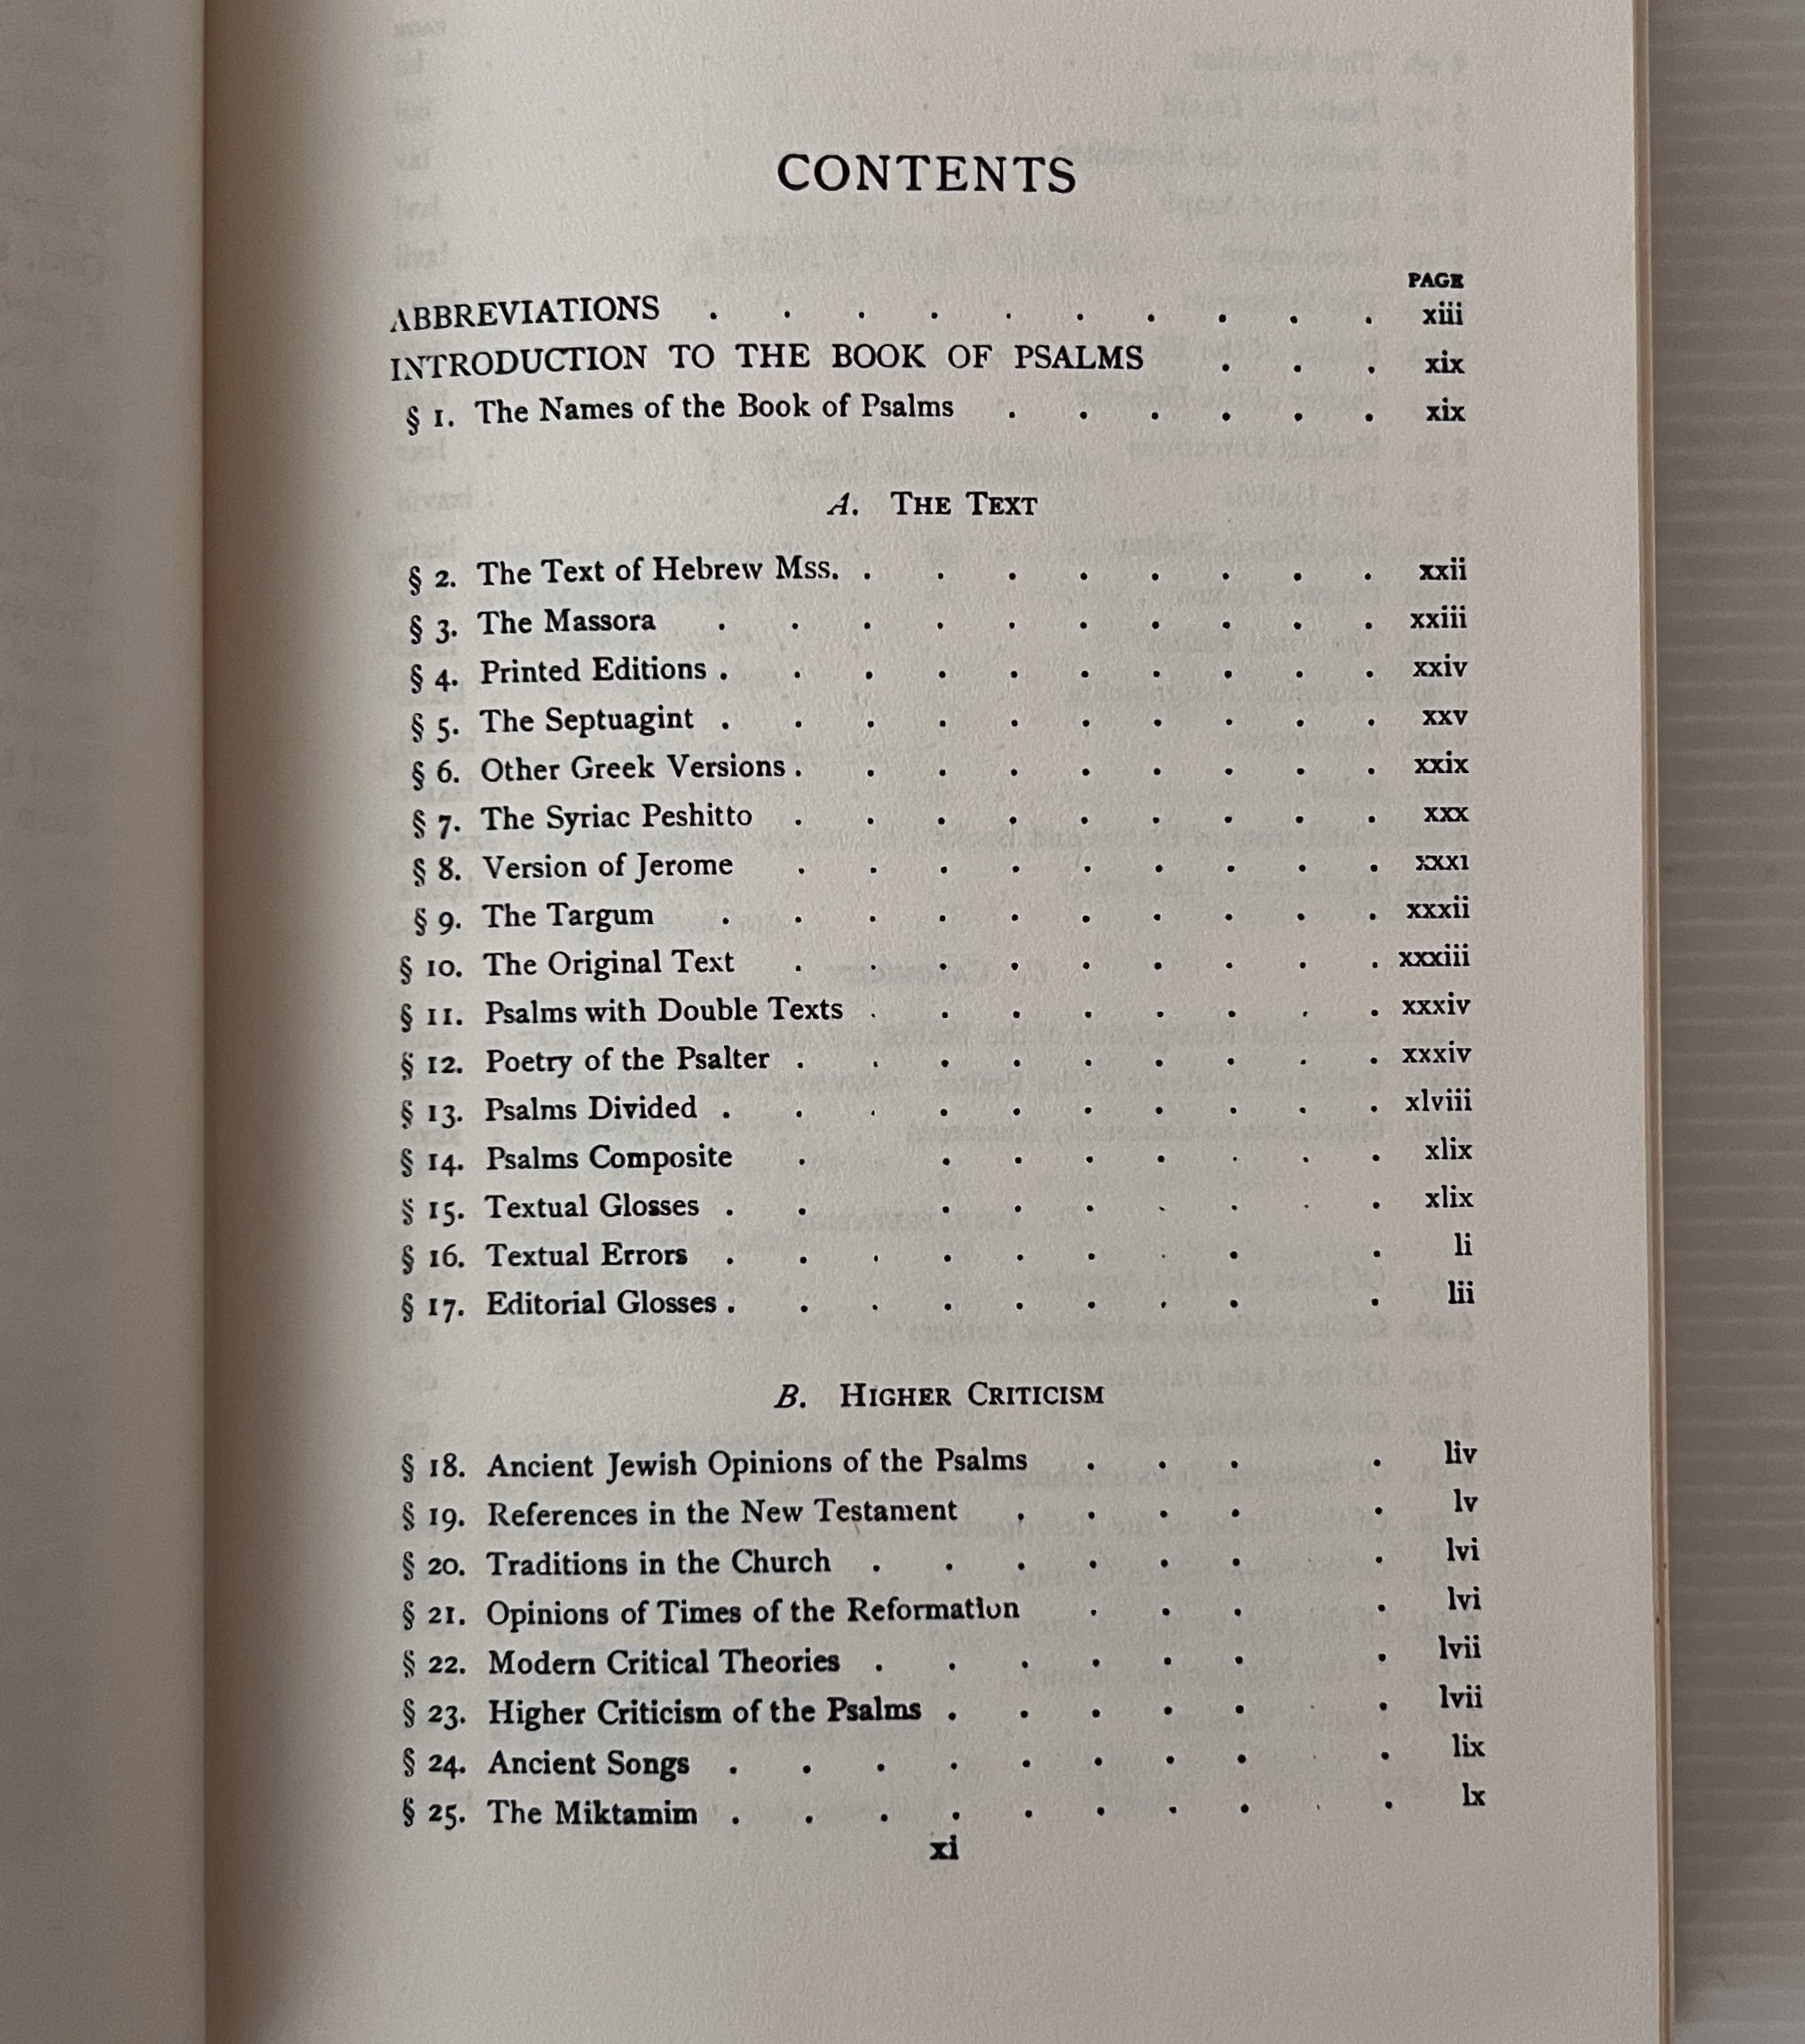 CONTENTS
PAGE
ABBREVIATIONS . . . . . . . . . . xiii
INTRODUCTION TO THE BOOK OF PSALMS . . . xix
§ 1. The Names of the Book of Psalms . . . . . . xix
A. THE TEXT
§ 2. The Text of Hebrew Mss. . . . . . . . . xxii
§ 3. The Massora . . . . . . . . . . xxiii
§ 4. Printed Editions . . . . . . . . . . xxiv
§ 5. The Septuagint . . . . . . . . . . xxv
§ 6. Other Greek Versions . . . . . . . . . xxix
§ 7. The Syriac Peshitto . . . . . . . . . xxx
§ 8. Version of Jerome . . . . . . . . . xxxi
§ 9. The Targum . . . . . . . . . . xxxii
§ 10. The Original Text . . . . . . . . . xxxiii
§ 11. Psalms with Double Texts . . . . . . . . xxxiv
§ 12. Poetry of the Psalter . . . . . . . . . xxxiv
§ 13. Psalms Divided . . . . . . . . . . xlviii
§ 14. Psalms Composite . . . . . . . . xlix
§ 15. Textual Glosses . . . . . . . . . xlix
§ 16. Textual Errors . . . . . . . . . li
§ 17. Editorial Glosses . . . . . . . . . lii
B. HIGHER CRITICISM
§ 18. Ancient Jewish Opinions of the Psalms . . . . liv
§ 19. References in the New Testament . . . . . lv
§ 20. Traditions in the Church . . . . . . . lvi
§ 21. Opinions of Times of the Reformation . . . . lvi
§ 22. Modern Critical Theories . . . . . . . lvii
§ 23. Higher Criticism of the Psalms . . . . . . lvii
§ 24. Ancient Songs . . . . . . . . . lix
§ 25. The Miktamim . . . . . . . . . . lx
xi